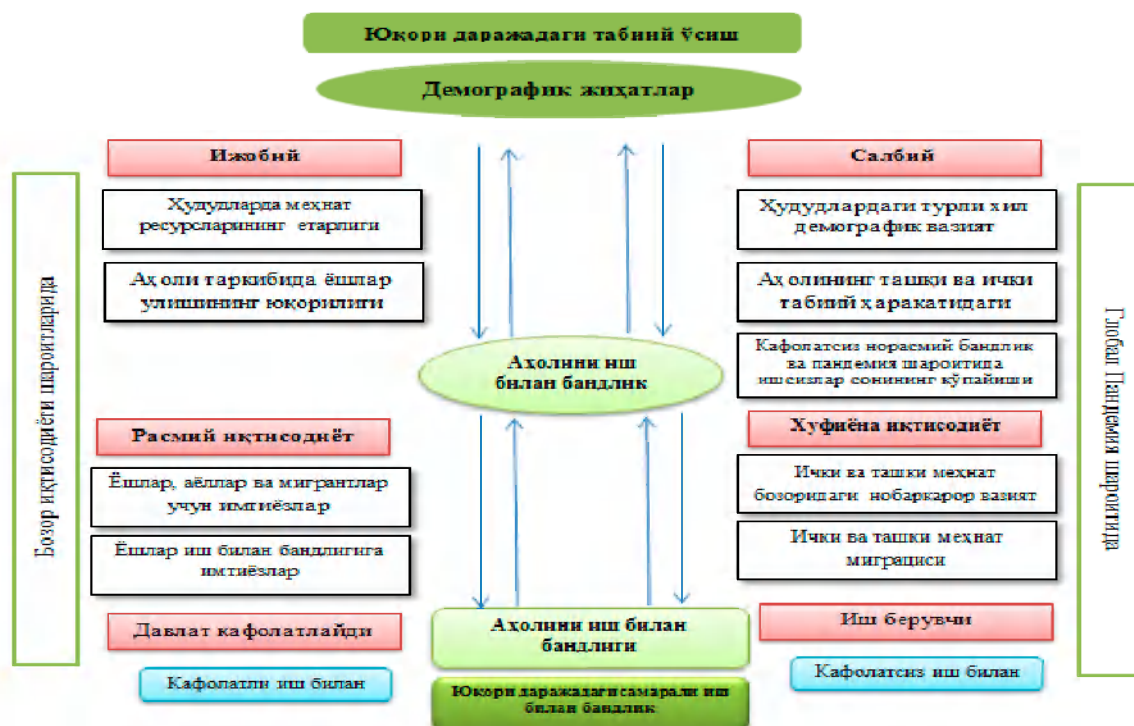 Юқори даражадаги табиий ўсиш
Демографик жиҳатлар
Бозор иқтисодиёти шароитларида
Ижобий
Ҳудудларда меҳнат
ресурсларининг етарлиги
Аҳоли таркибида ёшлар
улишининг юқорилиги
Расмий иқтисодиёт
Ёшлар, аёллар ва мигрантлар
учун имтиёзлар
Ёшлар иш билан бандлигига
имтиёзлар
Давлат кафолатлайди
Кафолатли иш билан
Аҳолини иш
билан бандлик
Аҳолини иш билан
бандлиги
Юқори даражадаги самарали иш
билан бандлик
Салбий
Ҳудудлардаги турли хил
демографик вазият
Аҳолининг ташқи ва ички
табиий ҳаракатидаги
Кафолатсиз норасмий бандлик
ва пандемия шароитида
ишсизлар сонининг кўпайиши
Хуфиёна иқтисодиёт
Ички ва ташқи меҳнат
бозоридаги нобарқарор вазият
Ички ва ташқи меҳнат
миграциси
Иш берувчи
Кафолатсиз иш билан
Глобал Пандемия шароитида